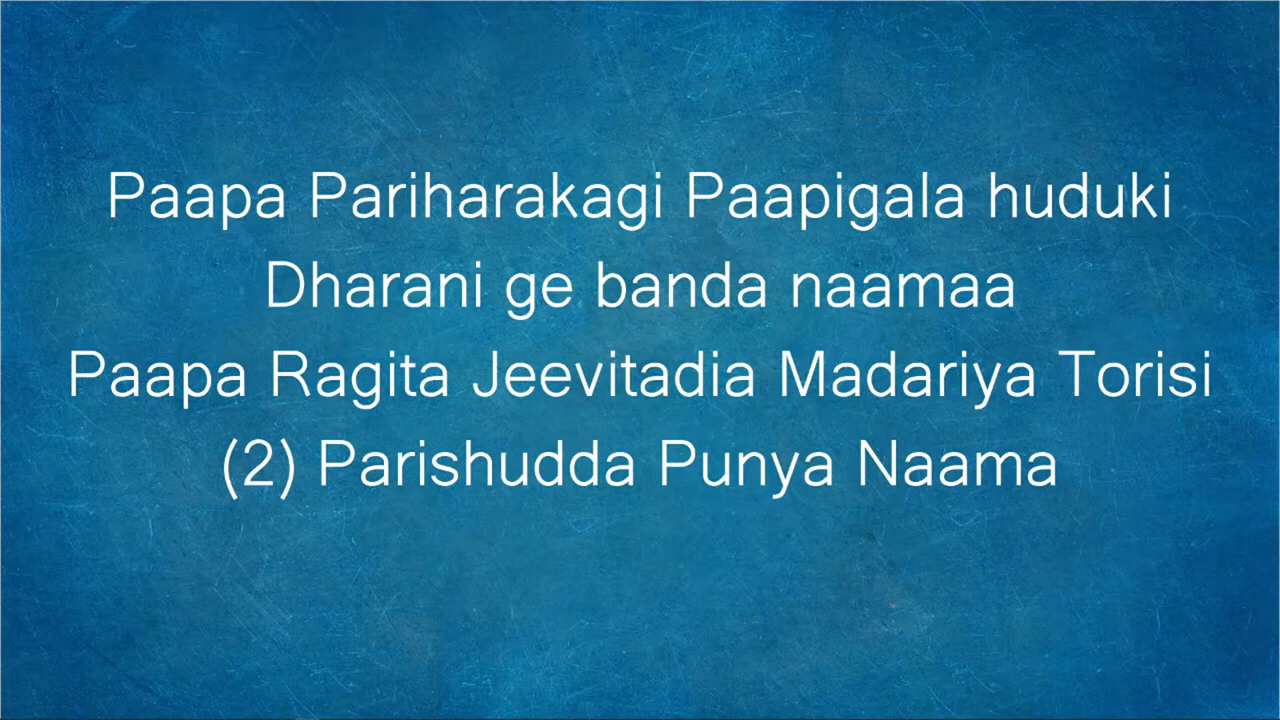 Paapa Pariharakagi Paapigala huduki
Dharani ge banda naamaa
Paapa Ragita Jeevitadia Madariya Torisi
(2) Parishudda Punya Naama